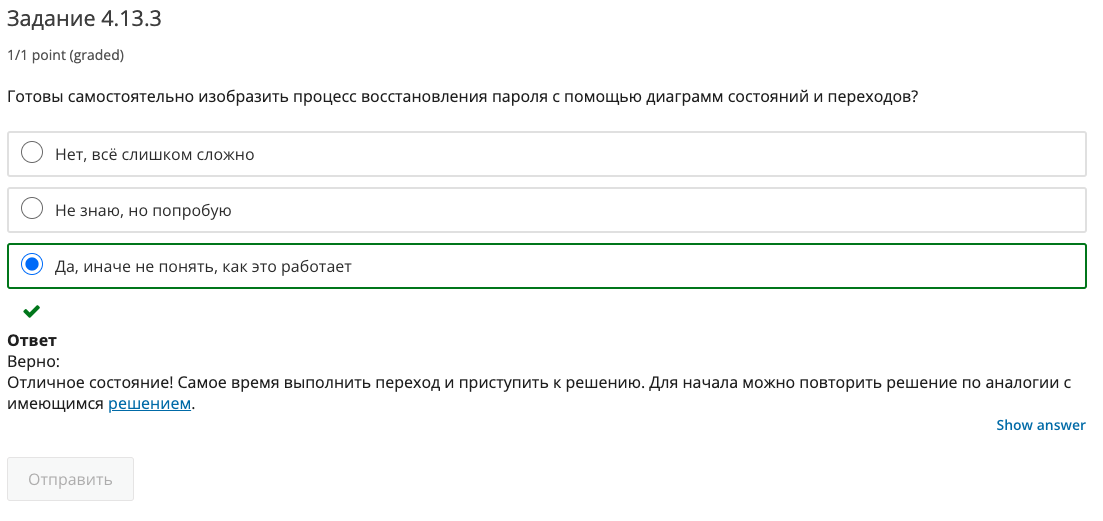 Задание 4.13.3
1/1 point (graded)
Готовы самостоятельно изобразить процесс восстановления пароля с помощью диаграмм состояний и переходов?
Нет, всё слишком сложно
Не знаю, но попробую
Да, иначе не понять, как это работает
Ответ
Верно:
Отличное состояние! Самое время выполнить переход и приступить к решению. Для начала можно повторить решение по аналогии с
имеющимся решением.
Show answer
Отправить